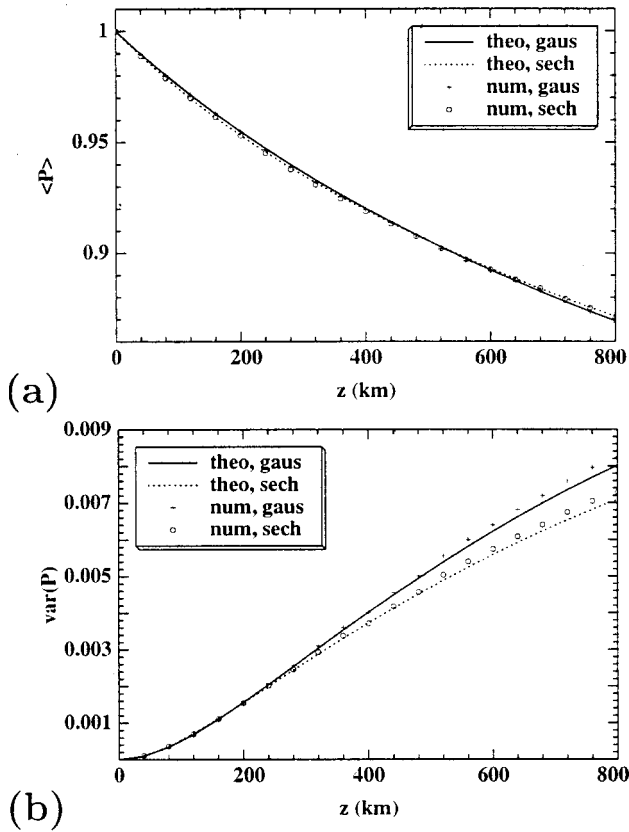 1
0.95
0.9
<P>
theo, gaus
theo, sech
num, gaus
num, sech
0
200
400
600
800
z (km)
(a)
0.009
0.007
0.005
0.003
0.001
var(P)
theo, gaus
theo, sech
num, gaus
num, sech
0
200
400
600
800
z (km)
(b)